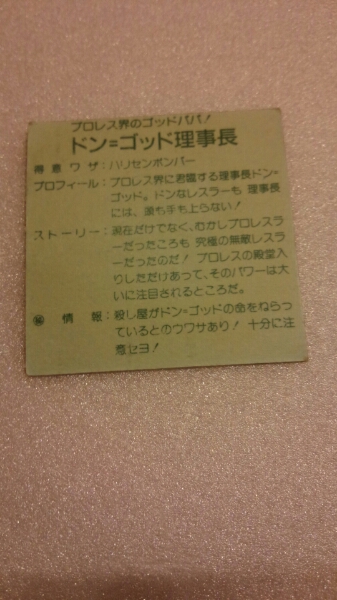 プロレス界のゴッドパパ!
ドン=ゴッド理事長
得意ワザ:ハリセンボンバー
プロフィール:プロレス界に君臨する理事長ドン=
ゴッド。ドンなレスラーも 理事長
には、頭も手も上らない!
ストーリー:現在だけでなく、むかしプロレスラ
ーだったころも 究極の無敵レスラ
ーだったのだ! プロレスの殿堂入
りしただけあって、そのパワーは大
いに注目されるところだ。
㊙ 情 報:殺し屋がドン=ゴッドの命をねらっ
ているとのウワサあり! 十分に注
意セヨ!